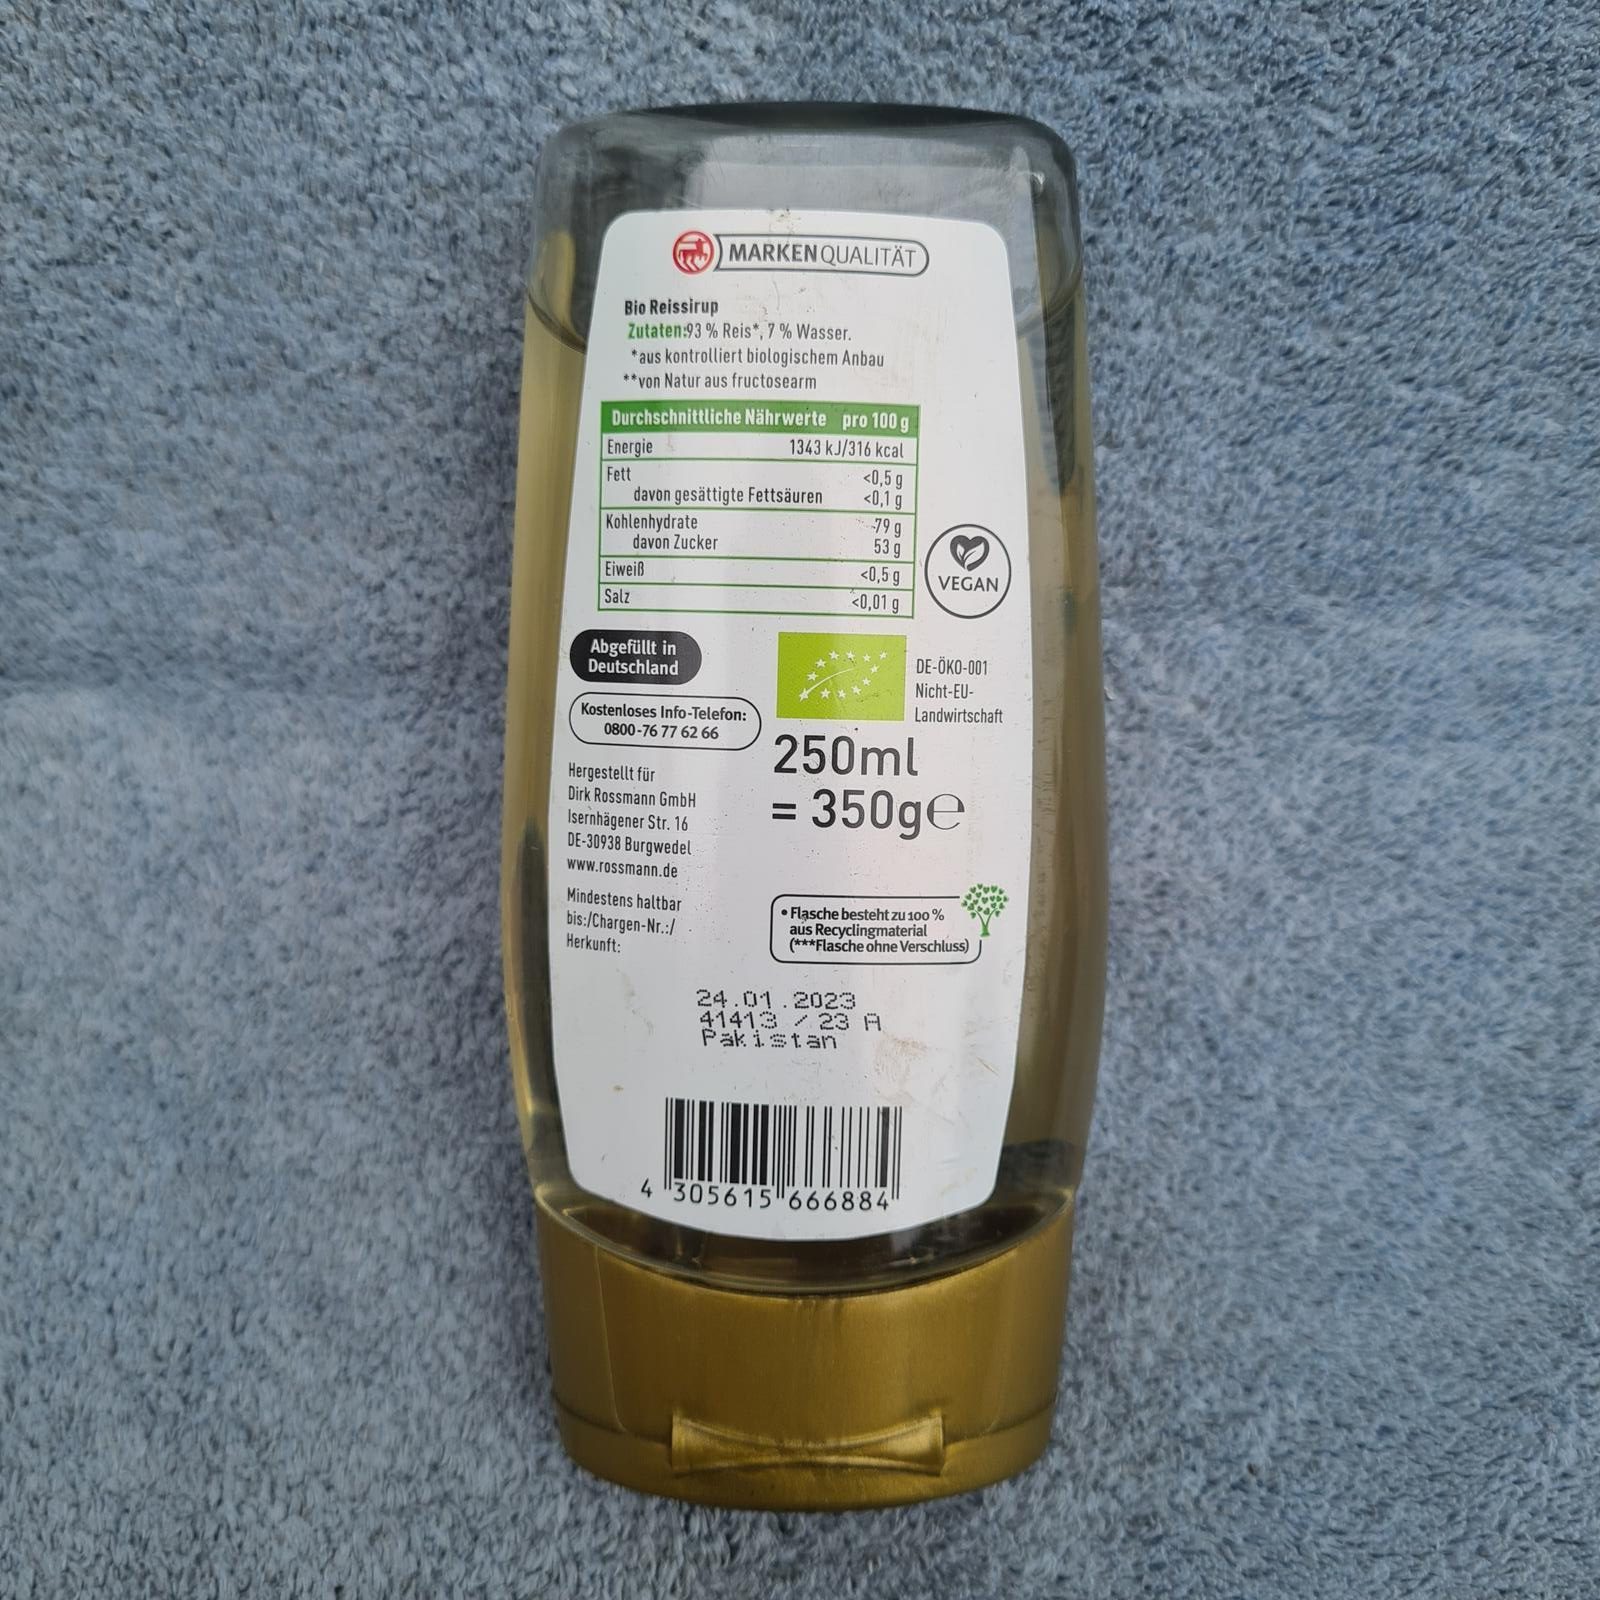 MARKENQUALITÄT
Bio Reissirup
Zutaten:93 % Reis*, 7 % Wasser.
*aus kontrolliert biologischem Anbau
**von Natur aus fructosearm
Durchschnittliche Nährwerte pro 100 g
Energie 1343 kJ/316 kcal
Fett <0,5 g
davon gesättigte Fettsäuren <0,1 g
Kohlenhydrate 79 g
davon Zucker 53 g
Eiweiß <0,5 g
Salz <0,01 g
VEGAN
Abgefüllt in
Deutschland
DE-ÖKO-001
Nicht-EU-
Landwirtschaft
Kostenloses Info-Telefon:
0800-76 77 62 66
250ml
= 350g℮
Hergestellt für
Dirk Rossmann GmbH
Isernhägener Str. 16
DE-30938 Burgwedel
www.rossmann.de
Mindestens haltbar
bis:/Chargen-Nr.:/
Herkunft:
• Flasche besteht zu 100 %
aus Recyclingmaterial
(***Flasche ohne Verschluss)
24.01.2023
41413 / 23 A
Pakistan
4 305615 666884